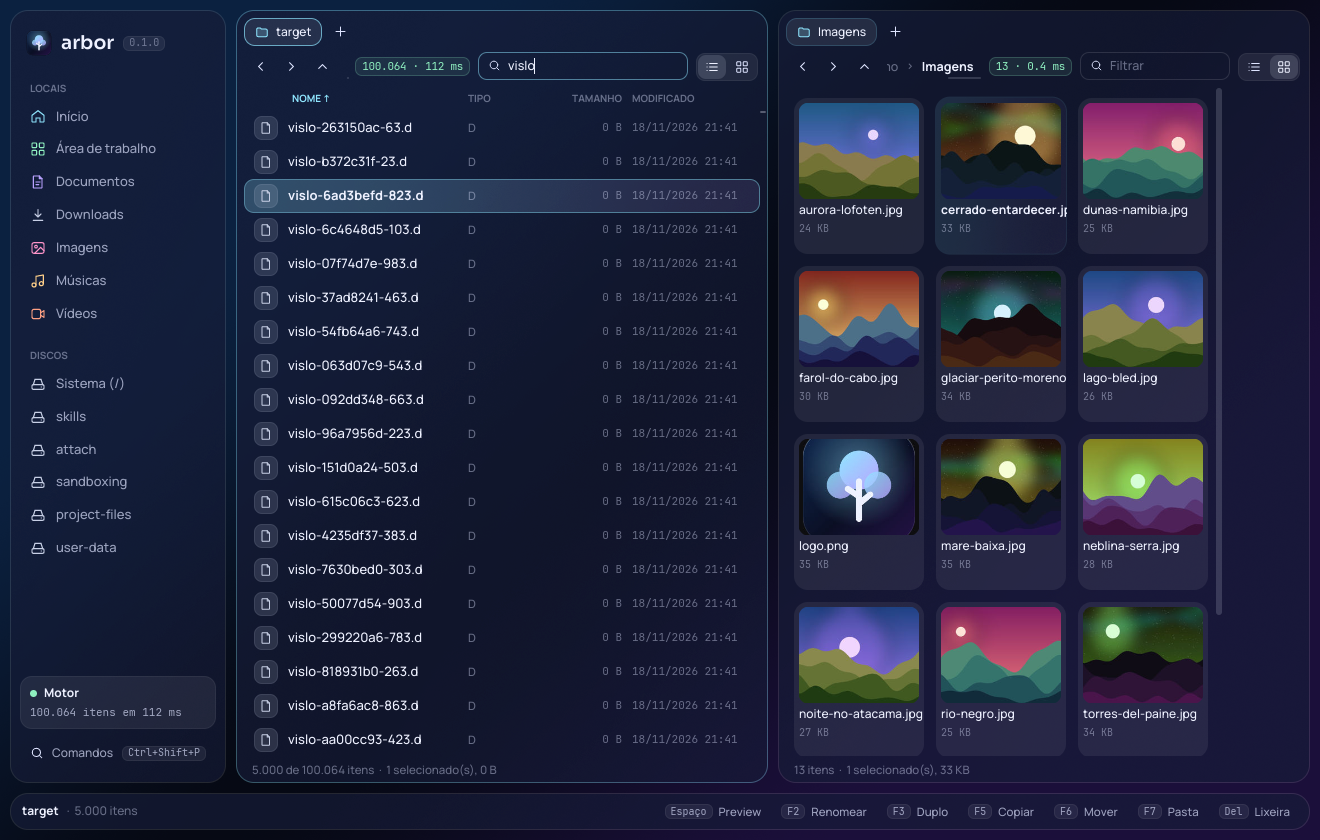 arbor 0.1.0
LOCAIS
Início
Área de trabalho
Documentos
Downloads
Imagens
Músicas
Vídeos
DISCOS
Sistema (/)
skills
attach
sandboxing
project-files
user-data
Motor
100.064 itens em 112 ms
Comandos Ctrl+Shift+P
target +
100.064 · 112 ms vislo
NOME ↑ TIPO TAMANHO MODIFICADO
vislo-263150ac-63.d D 0 B 18/11/2026 21:41
vislo-b372c31f-23.d D 0 B 18/11/2026 21:41
vislo-6ad3befd-823.d D 0 B 18/11/2026 21:41
vislo-6c4648d5-103.d D 0 B 18/11/2026 21:41
vislo-07f74d7e-983.d D 0 B 18/11/2026 21:41
vislo-37ad8241-463.d D 0 B 18/11/2026 21:41
vislo-54fb64a6-743.d D 0 B 18/11/2026 21:41
vislo-063d07c9-543.d D 0 B 18/11/2026 21:41
vislo-092dd348-663.d D 0 B 18/11/2026 21:41
vislo-96a7956d-223.d D 0 B 18/11/2026 21:41
vislo-151d0a24-503.d D 0 B 18/11/2026 21:41
vislo-615c06c3-623.d D 0 B 18/11/2026 21:41
vislo-4235df37-383.d D 0 B 18/11/2026 21:41
vislo-7630bed0-303.d D 0 B 18/11/2026 21:41
vislo-50077d54-903.d D 0 B 18/11/2026 21:41
vislo-299220a6-783.d D 0 B 18/11/2026 21:41
vislo-818931b0-263.d D 0 B 18/11/2026 21:41
vislo-a8fa6ac8-863.d D 0 B 18/11/2026 21:41
vislo-aa00cc93-423.d D 0 B 18/11/2026 21:41
5.000 de 100.064 itens · 1 selecionado(s), 0 B
Imagens +
Imagens 13 · 0.4 ms Filtrar
aurora-lofoten.jpg cerrado-entardecer.jp dunas-namibia.jpg
24 KB 33 KB 25 KB
farol-do-cabo.jpg glaciar-perito-moreno lago-bled.jpg
30 KB 34 KB 26 KB
logo.png mare-baixa.jpg neblina-serra.jpg
35 KB 35 KB 28 KB
noite-no-atacama.jpg rio-negro.jpg torres-del-paine.jpg
27 KB 25 KB 34 KB
13 itens · 1 selecionado(s), 33 KB
target · 5.000 itens Espaço Preview F2 Renomear F3 Duplo F5 Copiar F6 Mover F7 Pasta Del Lixeira